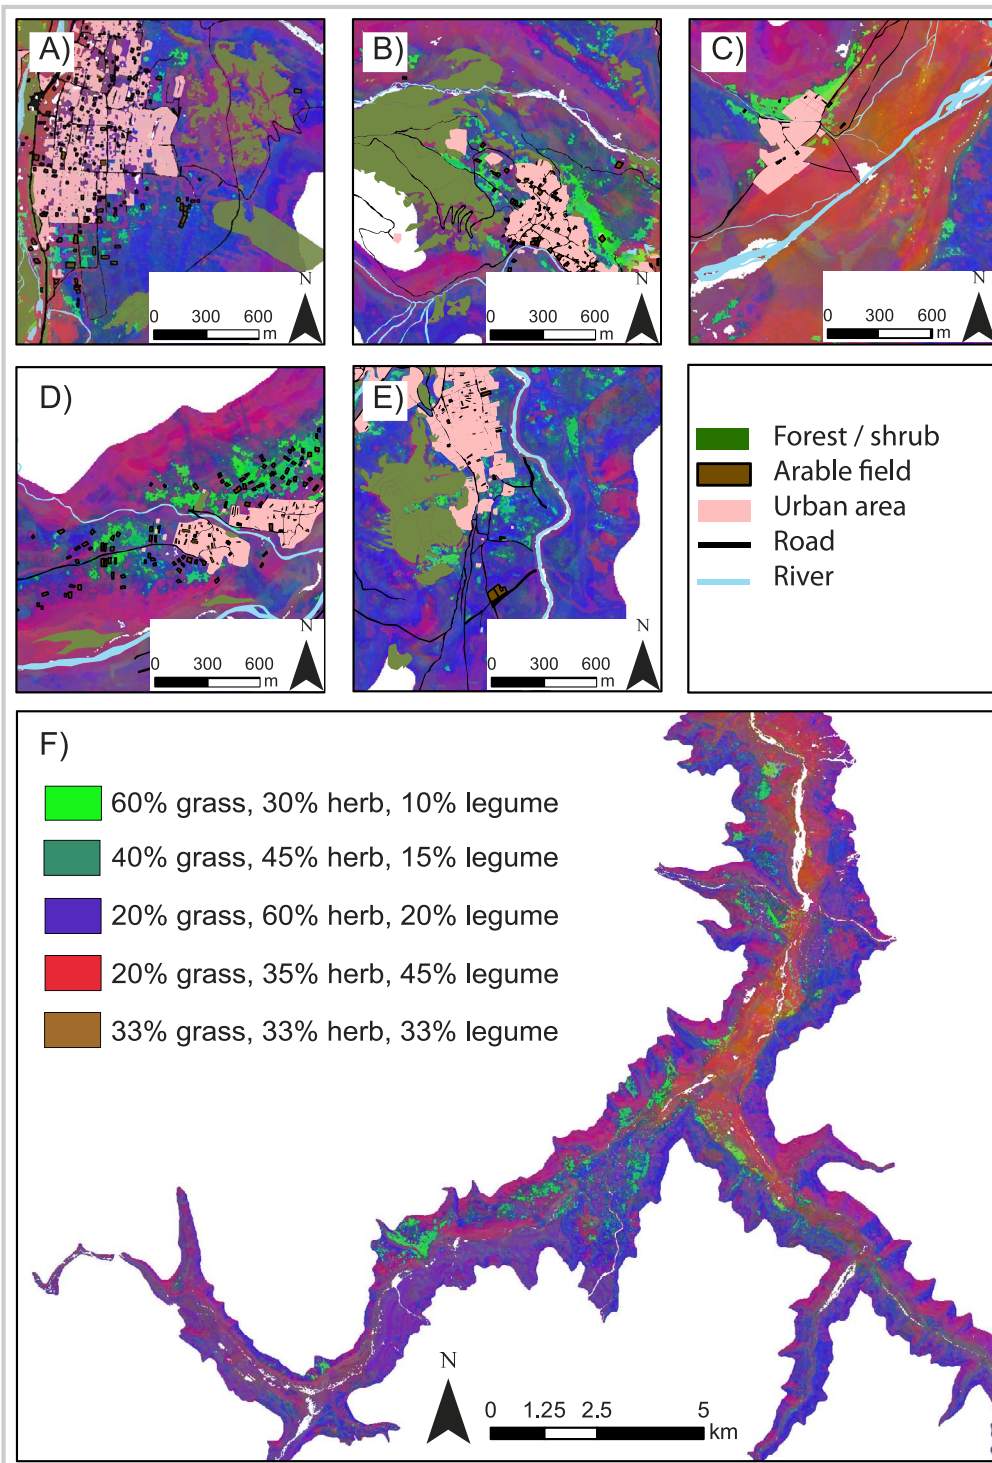 A)
N
0 300 600
m
B)
N
0 300 600
m
C)
N
0 300 600
m
D)
N
0 300 600
m
E)
N
0 300 600
m
Forest / shrub
Arable field
Urban area
Road
River
F)
60% grass, 30% herb, 10% legume
40% grass, 45% herb, 15% legume
20% grass, 60% herb, 20% legume
20% grass, 35% herb, 45% legume
33% grass, 33% herb, 33% legume
N
0 1.25 2.5 5
km